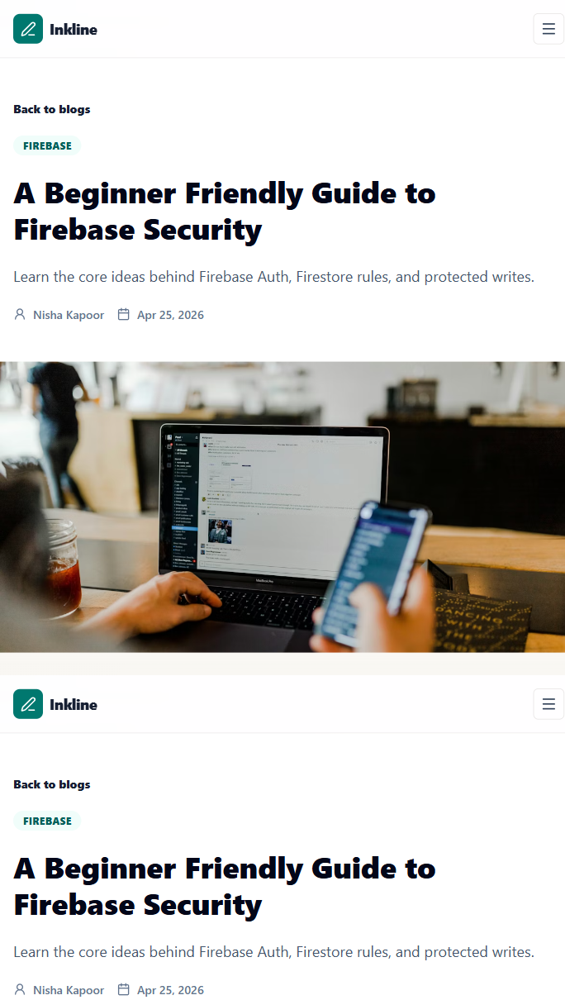 Inkline
Back to blogs
FIREBASE
A Beginner Friendly Guide to
Firebase Security
Learn the core ideas behind Firebase Auth, Firestore rules, and protected writes.
Nisha Kapoor Apr 25, 2026
MacBook Pro
Inkline
Back to blogs
FIREBASE
A Beginner Friendly Guide to
Firebase Security
Learn the core ideas behind Firebase Auth, Firestore rules, and protected writes.
Nisha Kapoor Apr 25, 2026